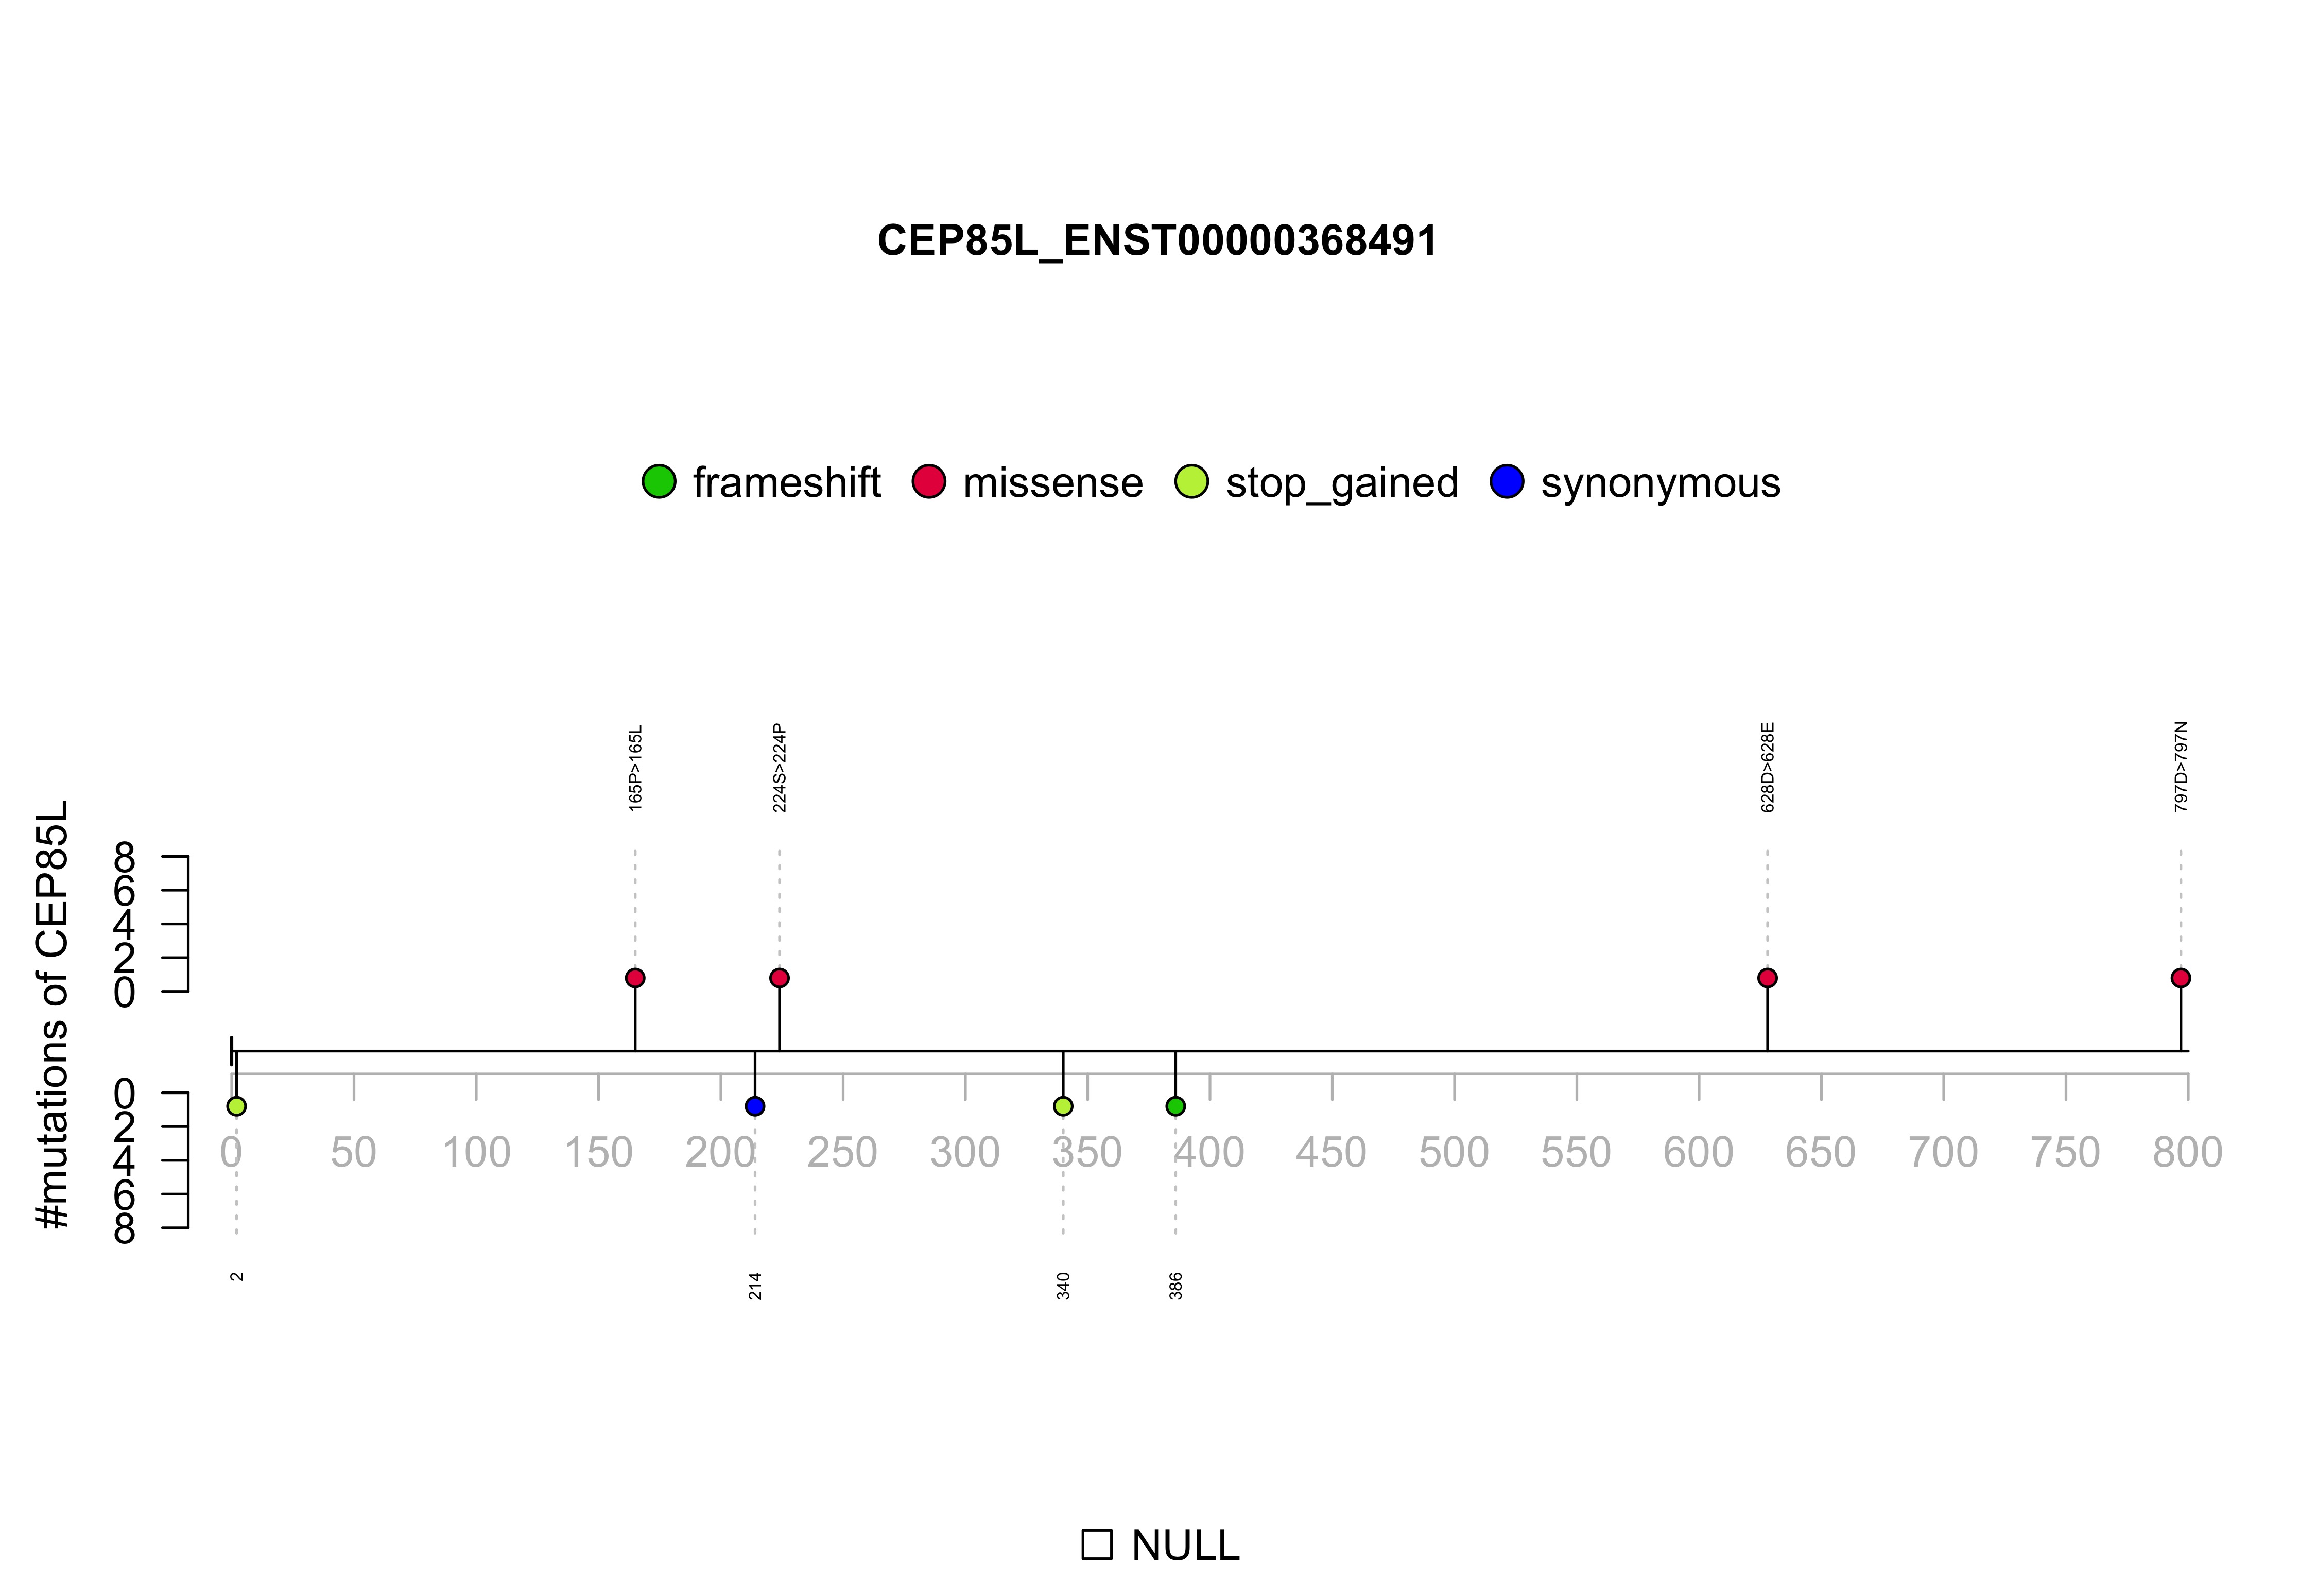 CEP85L_ENST00000368491
frameshift missense stop_gained synonymous
165P>165L
224S>224P
628D>628E
797D>797N
#mutations of CEP85L
8
6
4
2
0
0
2
4
6
8
0 50 100 150 200 250 300 350 400 450 500 550 600 650 700 750 800
2
214
340
386
NULL